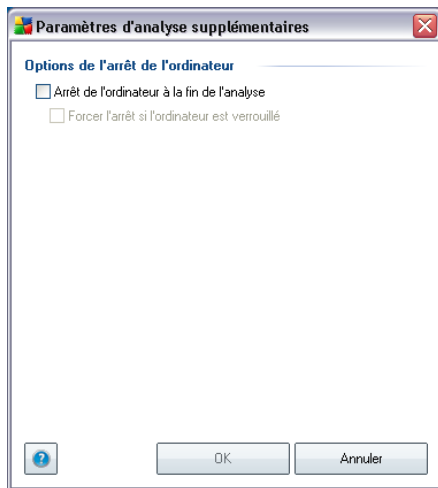 Paramètres d'analyse supplémentaires
Options de l'arrêt de l'ordinateur
Arrêt de l'ordinateur à la fin de l'analyse
Forcer l'arrêt si l'ordinateur est verrouillé
?
OK
Annuler